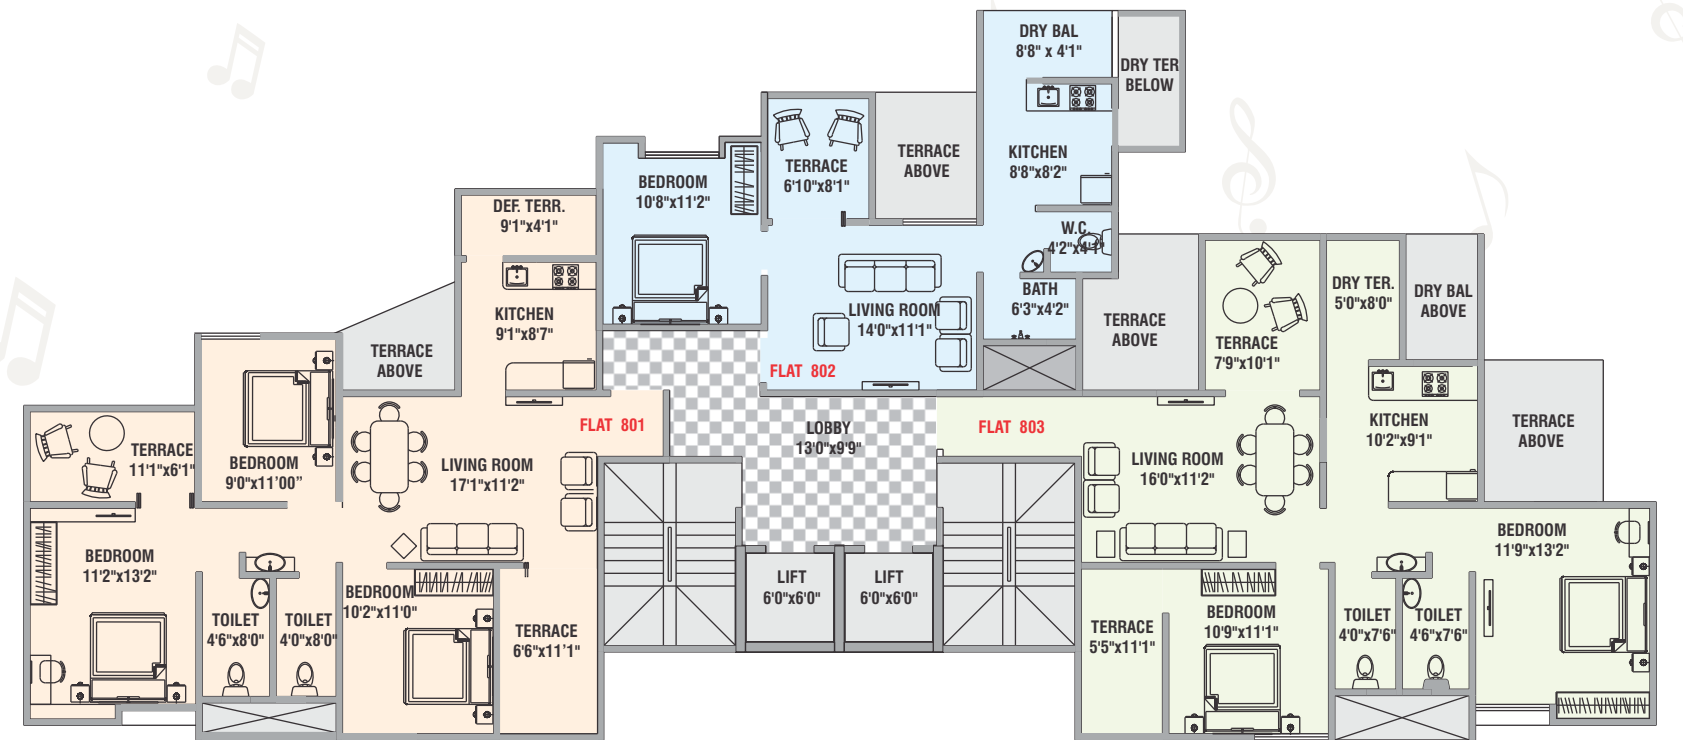 DRY BAL
8'8" x 4'1"
DRY TER
BELOW
TERRACE
6'10"x8'1"
TERRACE
ABOVE
KITCHEN
8'8"x8'2"
BEDROOM
10'8"x11'2"
DEF. TERR.
9'1"x4'1"
W.C.
4'2"x4'1"
BATH
6'3"x4'2"
LIVING ROOM
14'0"x11'1"
FLAT 802
KITCHEN
9'1"x8'7"
TERRACE
ABOVE
TERRACE
ABOVE
TERRACE
7'9"x10'1"
DRY TER.
5'0"x8'0"
DRY BAL
ABOVE
KITCHEN
10'2"x9'1"
TERRACE
ABOVE
FLAT 801
LOBBY
13'0"x9'9"
FLAT 803
TERRACE
11'1"x6'1"
BEDROOM
9'0"x11'00”
LIVING ROOM
17'1"x11'2"
LIVING ROOM
16'0"x11'2"
BEDROOM
11'2"x13'2"
BEDROOM
11'9"x13'2"
LIFT
6'0"x6'0"
LIFT
6'0"x6'0"
BEDROOM
10'2"x11'0"
TOILET
4'6"x8'0"
TOILET
4'0"x8'0"
TERRACE
6'6"x11'1"
TERRACE
5'5"x11'1"
BEDROOM
10'9"x11'1"
TOILET
4'0"x7'6"
TOILET
4'6"x7'6"